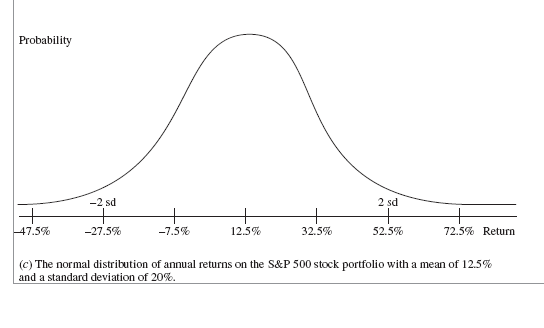 Probability
–2 sd 2 sd
–47.5% –27.5% –7.5% 12.5% 32.5% 52.5% 72.5% Return
(c) The normal distribution of annual returns on the S&P 500 stock portfolio with a mean of 12.5%
and a standard deviation of 20%.